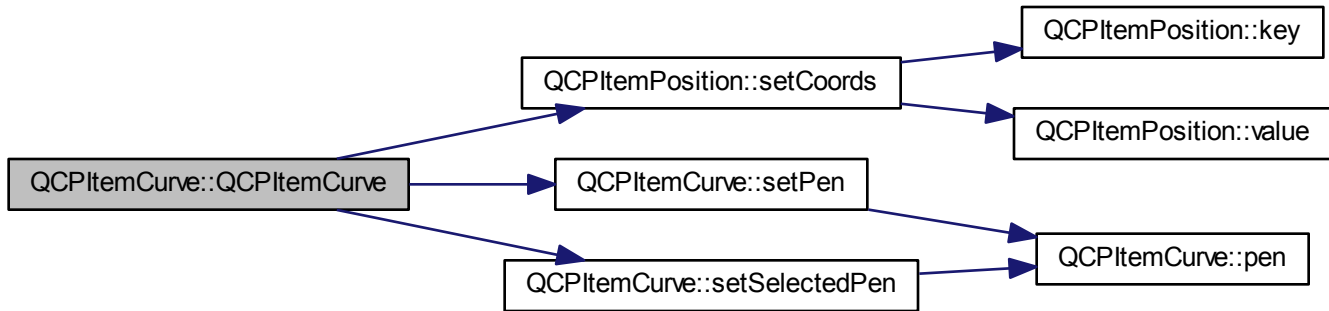 QCPItemPosition::key
QCPItemPosition::setCoords
QCPItemPosition::value
QCPItemCurve::QCPItemCurve
QCPItemCurve::setPen
QCPItemCurve::pen
QCPItemCurve::setSelectedPen